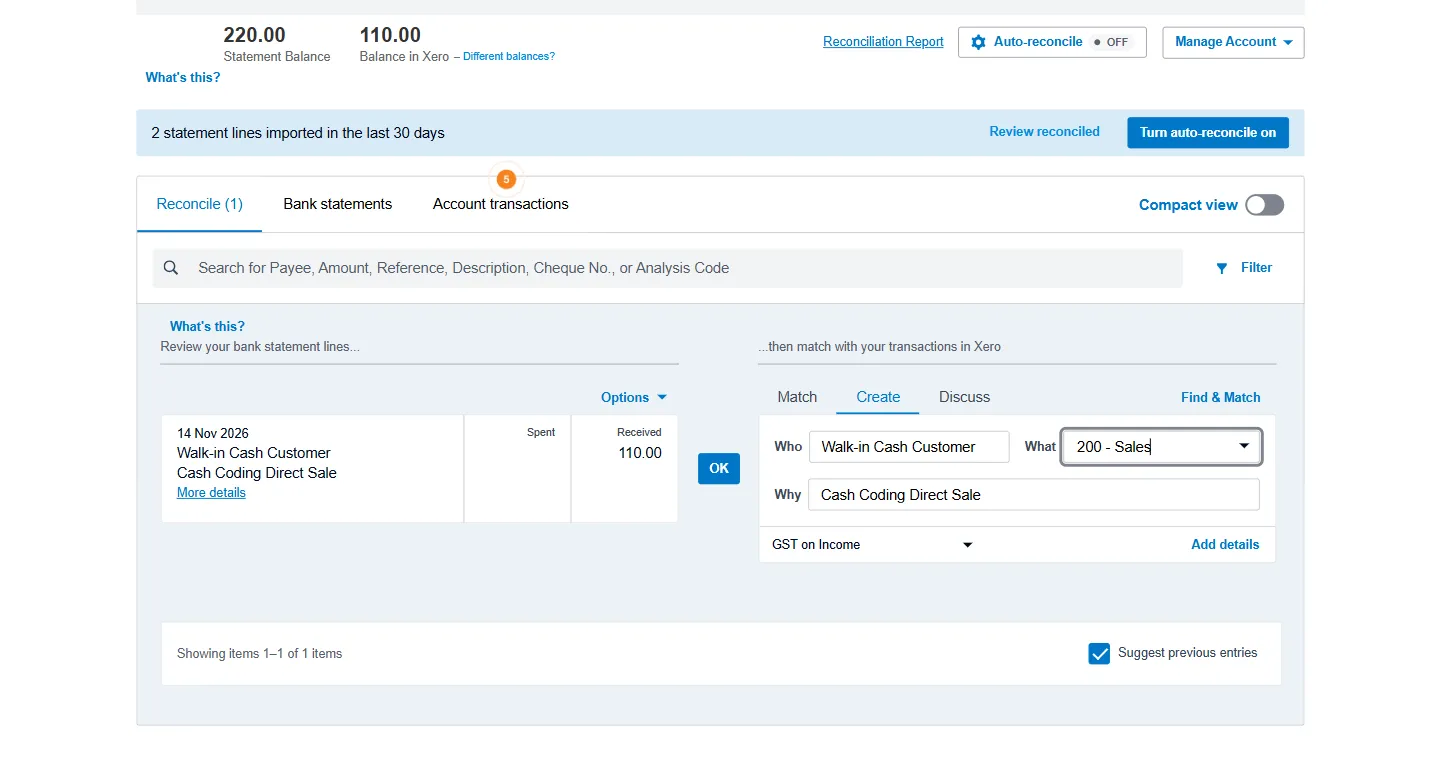 220.00 110.00
Statement Balance Balance in Xero – Different balances?
What's this?
Reconciliation Report Auto-reconcile OFF Manage Account
2 statement lines imported in the last 30 days Review reconciled Turn auto-reconcile on
5
Reconcile (1) Bank statements Account transactions Compact view
Search for Payee, Amount, Reference, Description, Cheque No., or Analysis Code Filter
What's this?
Review your bank statement lines... ...then match with your transactions in Xero
Options Match Create Discuss Find & Match
14 Nov 2026 Spent Received
Walk-in Cash Customer 110.00
Cash Coding Direct Sale
More details
OK
Who Walk-in Cash Customer What 200 - Sales
Why Cash Coding Direct Sale
GST on Income Add details
Showing items 1–1 of 1 items Suggest previous entries